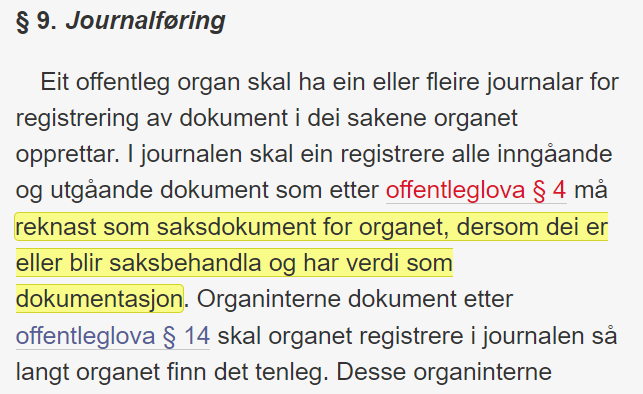 § 9. Journalføring
Eit offentleg organ skal ha ein eller fleire journalar for
registrering av dokument i dei sakene organet
opprettar. I journalen skal ein registrere alle inngåande
og utgåande dokument som etter offentleglova § 4 må
reknast som saksdokument for organet, dersom dei er
eller blir saksbehandla og har verdi som
dokumentasjon. Organinterne dokument etter
offentleglova § 14 skal organet registrere i journalen så
langt organet finn det tenleg. Desse organinterne